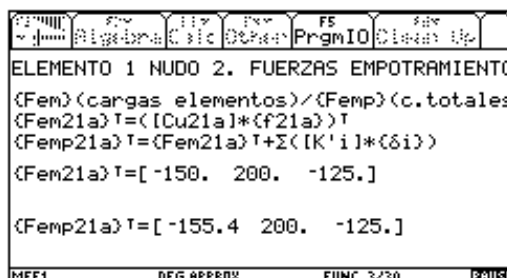 F1 F2 F3 F4 F5 F6
Algebra Calc Other PrgmIO Clean Up
ELEMENTO 1 NUDO 2. FUERZAS EMPOTRAMIENTO
{Fem}(cargas elementos)/{Femp}(c.totales
{Fem21a}ᵀ=([Cu21a]*{f21a})ᵀ
{Femp21a}ᵀ={Fem21a}ᵀ+Σ([K'i]*{δi})
{Fem21a}ᵀ=[-150. 200. -125.]
{Femp21a}ᵀ=[-155.4 200. -125.]
MEF1 DEG APPROX FUNC 3/30 PAUSE